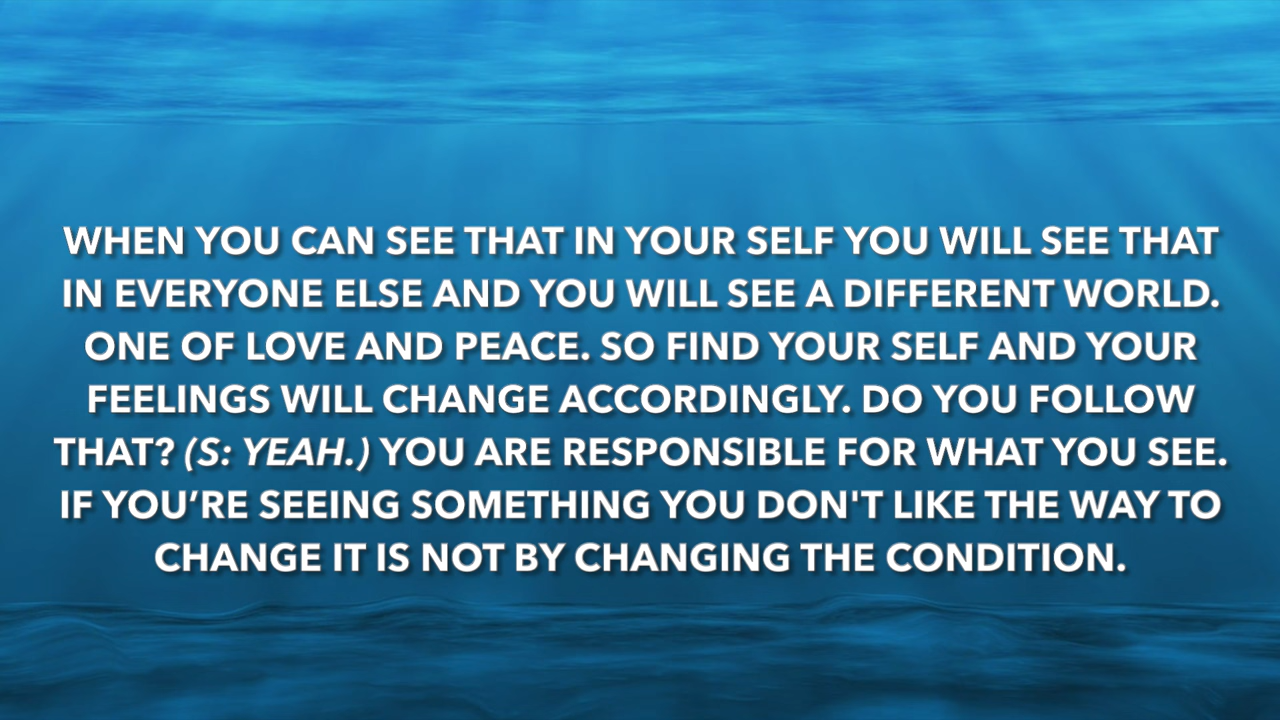 WHEN YOU CAN SEE THAT IN YOUR SELF YOU WILL SEE THAT
IN EVERYONE ELSE AND YOU WILL SEE A DIFFERENT WORLD.
ONE OF LOVE AND PEACE. SO FIND YOUR SELF AND YOUR
FEELINGS WILL CHANGE ACCORDINGLY. DO YOU FOLLOW
THAT? (S: YEAH.) YOU ARE RESPONSIBLE FOR WHAT YOU SEE.
IF YOU’RE SEEING SOMETHING YOU DON'T LIKE THE WAY TO
CHANGE IT IS NOT BY CHANGING THE CONDITION.